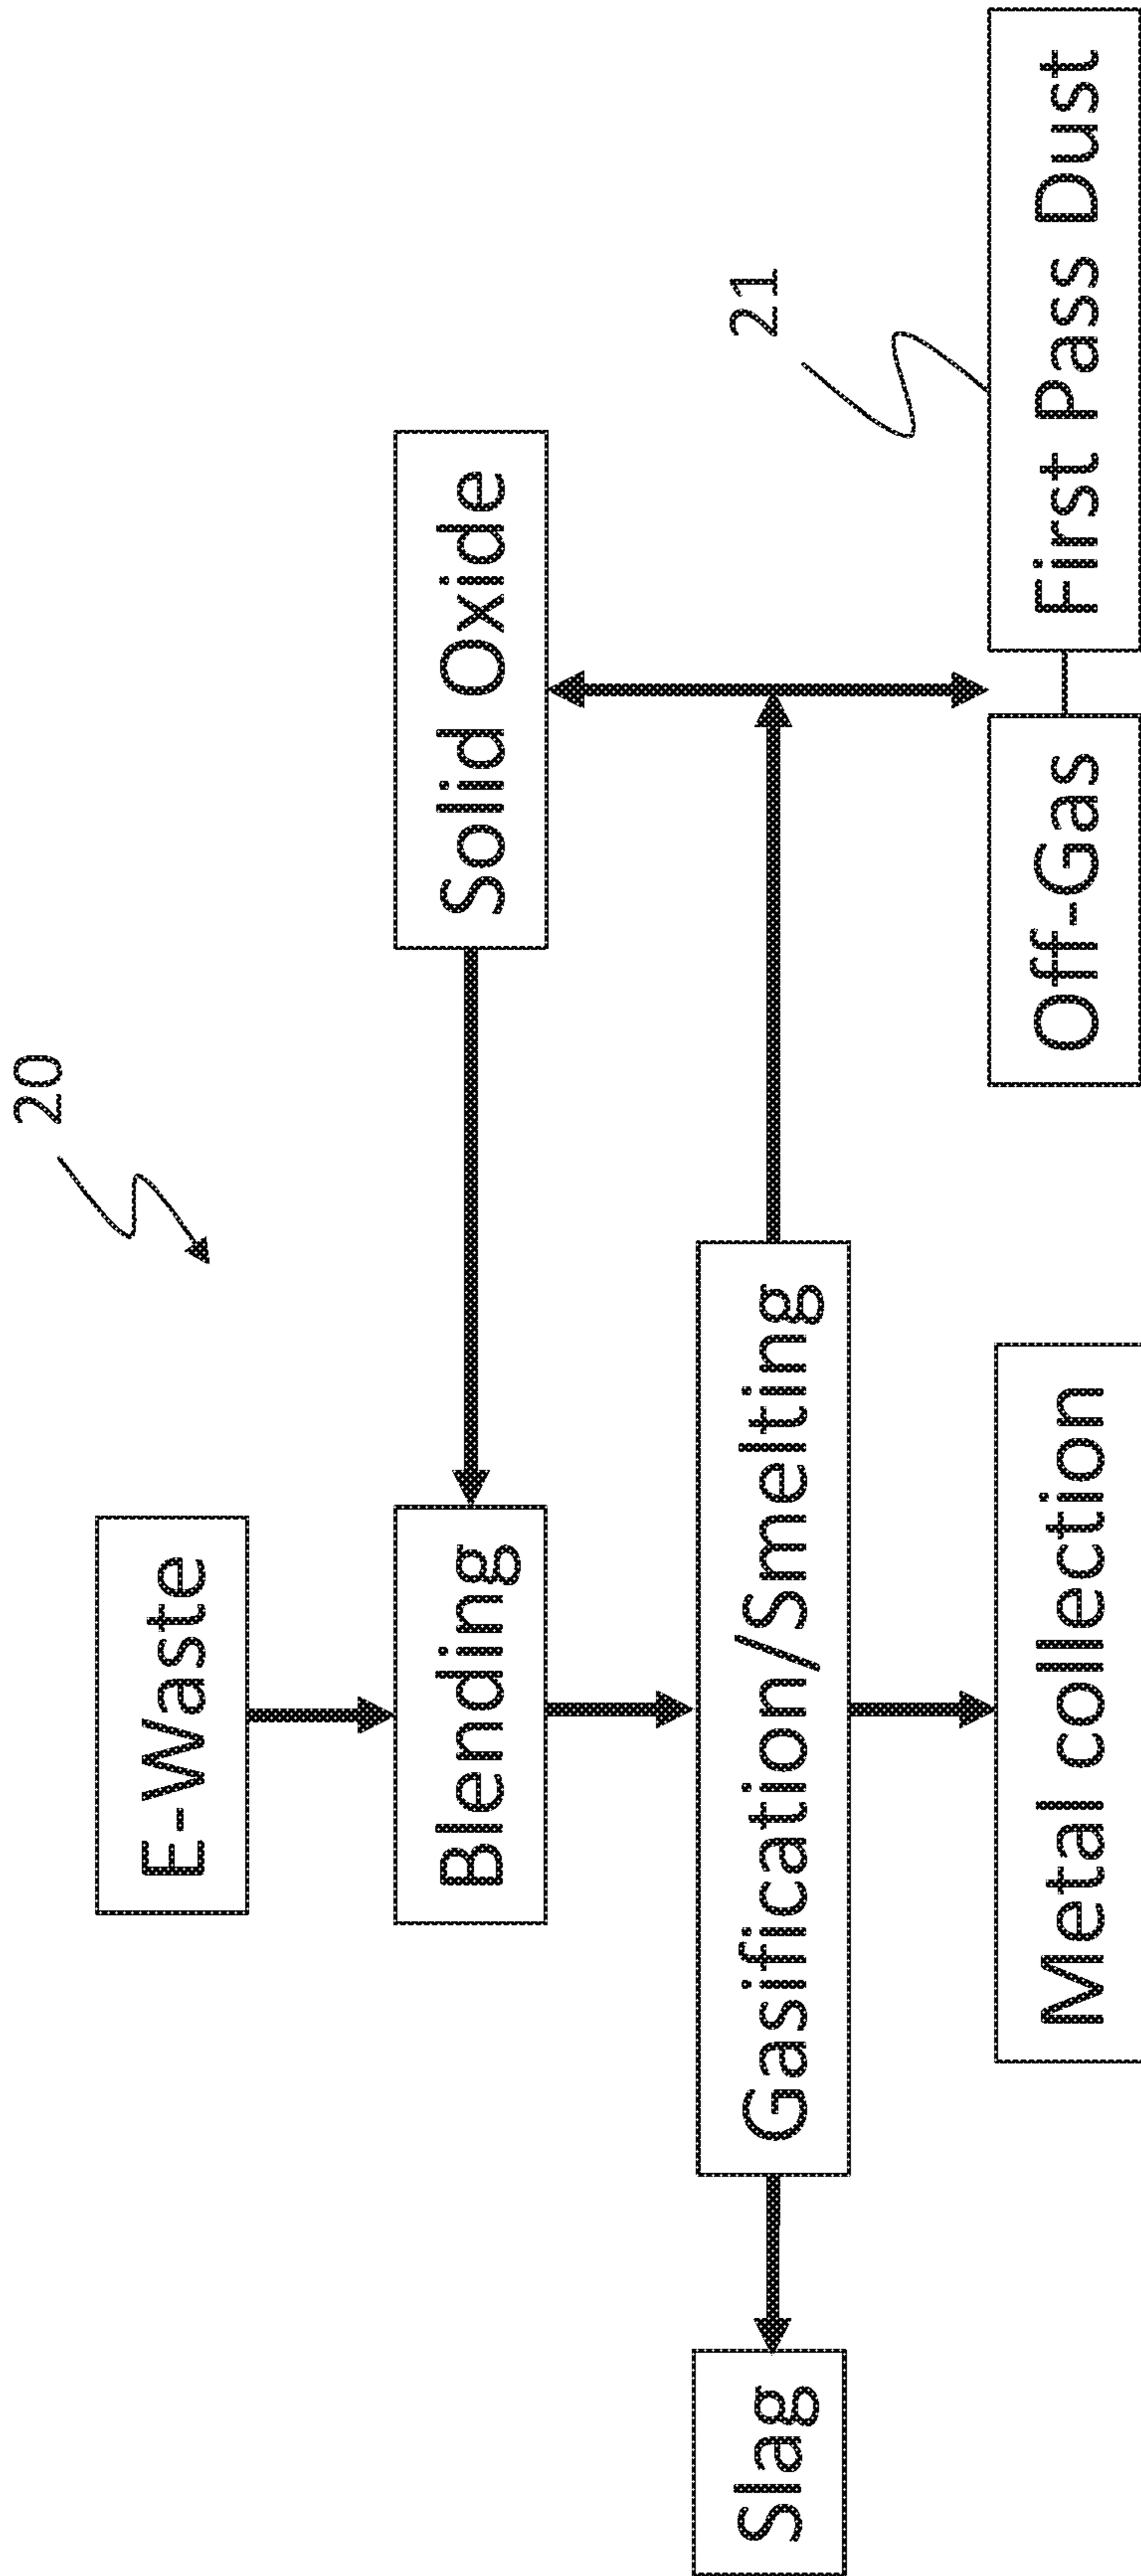 20
E-Waste
Blending
Solid Oxide
Slag
Gasification/Smelting
21
Metal collection
Off-Gas
First Pass Dust